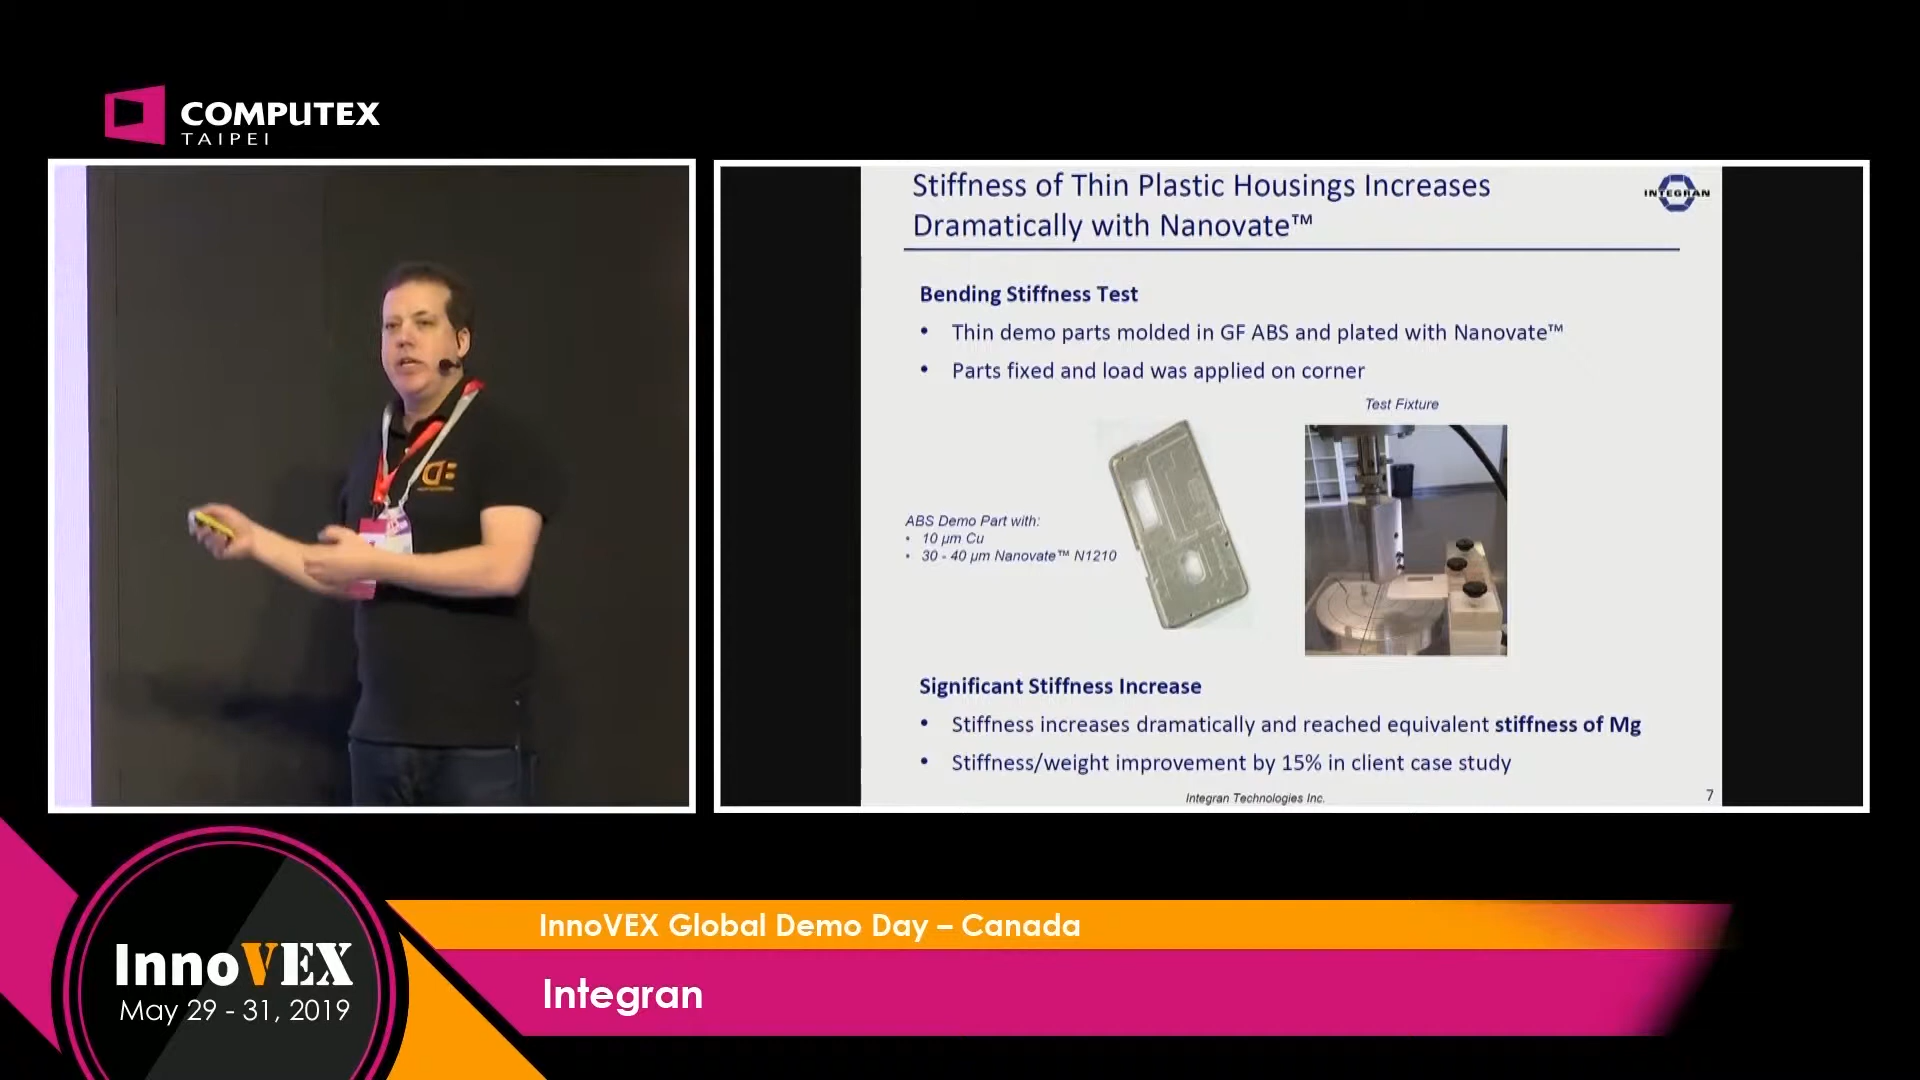 COMPUTEX
TAIPEI
Stiffness of Thin Plastic Housings Increases
Dramatically with Nanovate™
INTEGRAN
Bending Stiffness Test
• Thin demo parts molded in GF ABS and plated with Nanovate™
• Parts fixed and load was applied on corner
Test Fixture
ABS Demo Part with:
• 10 µm Cu
• 30 - 40 µm Nanovate™ N1210
Significant Stiffness Increase
• Stiffness increases dramatically and reached equivalent stiffness of Mg
• Stiffness/weight improvement by 15% in client case study
Integran Technologies Inc.
7
InnoVEX Global Demo Day – Canada
Integran
InnoVEX
May 29 - 31, 2019